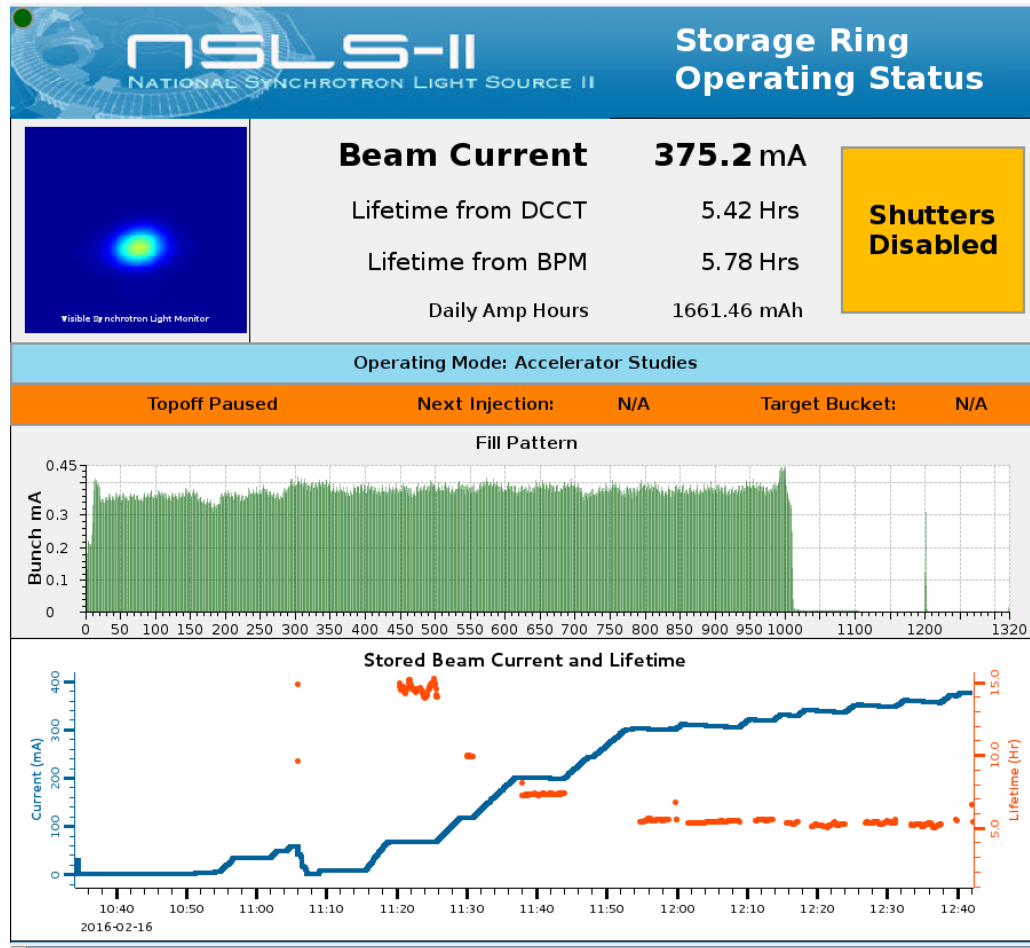 NSLS-II
NATIONAL SYNCHROTRON LIGHT SOURCE II
Storage Ring
Operating Status
Visible Synchrotron Light Monitor
Beam Current 375.2 mA
Lifetime from DCCT 5.42 Hrs
Lifetime from BPM 5.78 Hrs
Daily Amp Hours 1661.46 mAh
Shutters
Disabled
Operating Mode: Accelerator Studies
Topoff Paused Next Injection: N/A Target Bucket: N/A
Fill Pattern
Bunch mA
0.45
0.3
0.2
0.1
0
0 50 100 150 200 250 300 350 400 450 500 550 600 650 700 750 800 850 900 950 1000 1100 1200 1320
Stored Beam Current and Lifetime
Current (mA)
400
300
200
100
0
15.0
10.0
5.0
Lifetime (Hr)
10:40 10:50 11:00 11:10 11:20 11:30 11:40 11:50 12:00 12:10 12:20 12:30 12:40
2016-02-16